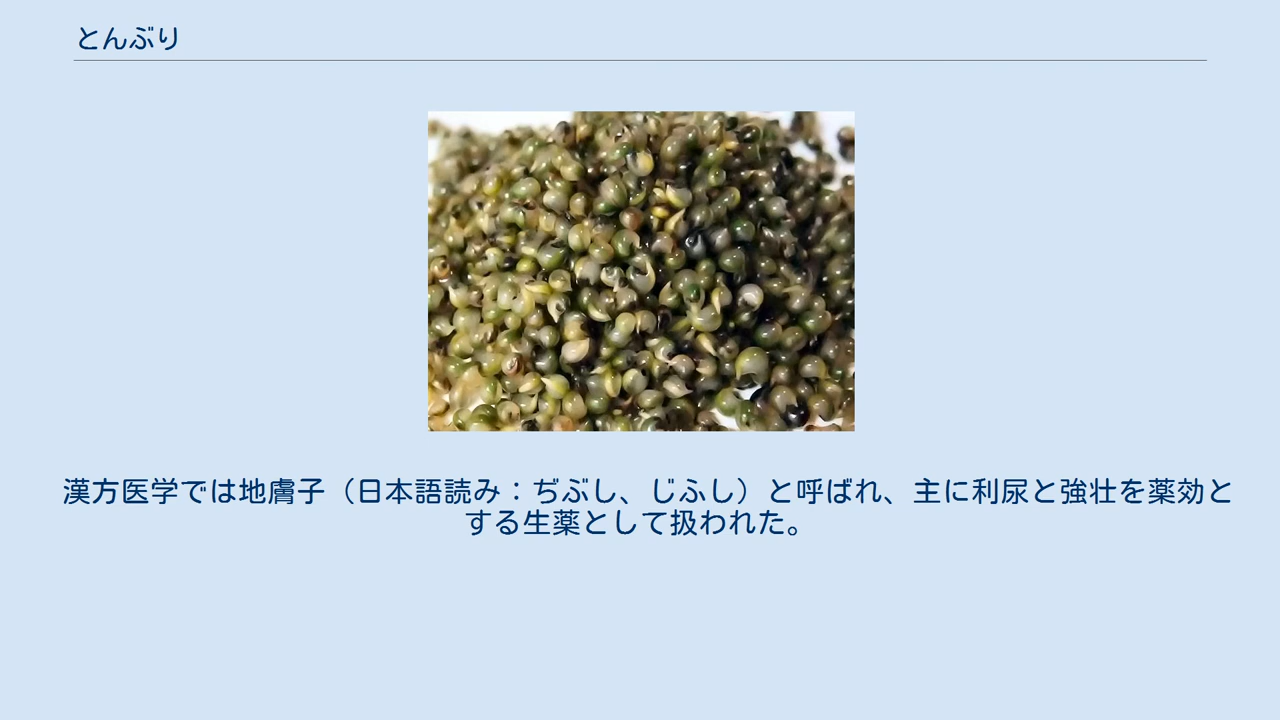 とんぶり
漢方医学では地膚子（日本語読み：ぢぶし、じふし）と呼ばれ、主に利尿と強壮を薬効と
する生薬として扱われた。